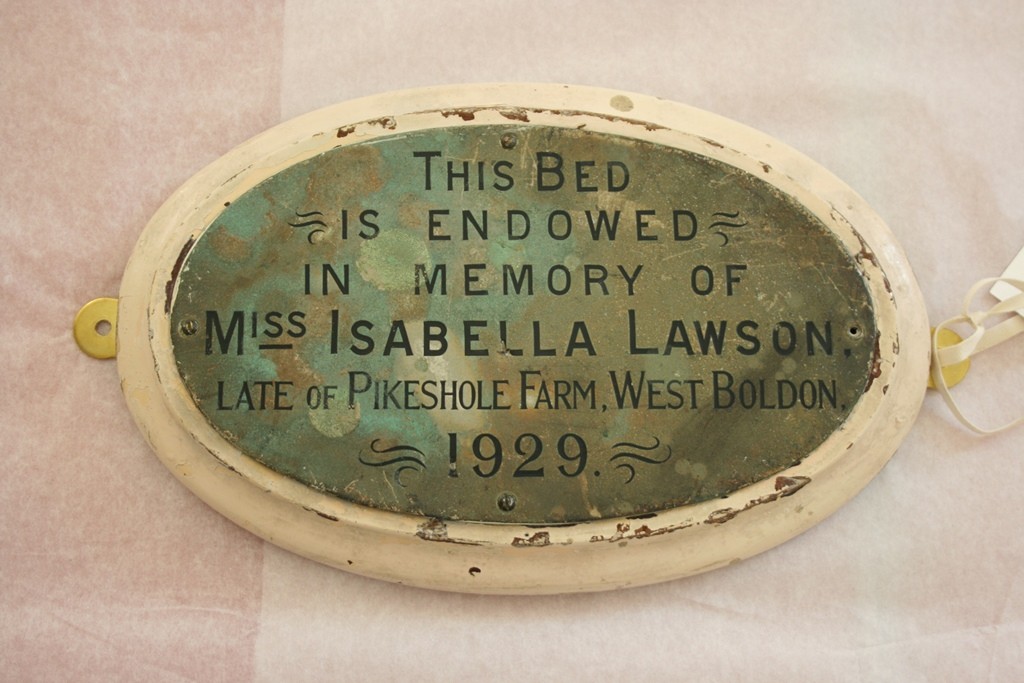 This Bed
is endowed
in memory of
Miss Isabella Lawson,
late of Pikeshole Farm, West Boldon,
1929.